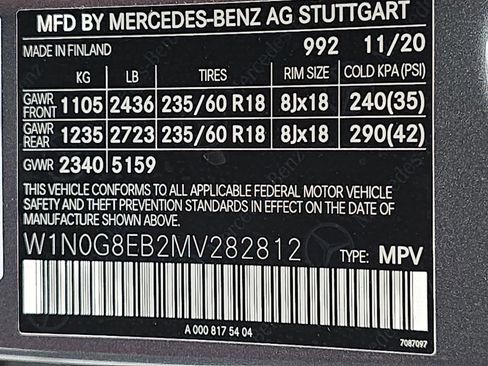 MFD BY MERCEDES-BENZ AG STUTTGART
MADE IN FINLAND 992 11/20
KG LB TIRES RIM SIZE COLD KPA (PSI)
GAWR FRONT 1105 2436 235/60 R18 8Jx18 240(35)
GAWR REAR 1235 2723 235/60 R18 8Jx18 290(42)
GVWR 2340 5159
THIS VEHICLE CONFORMS TO ALL APPLICABLE FEDERAL MOTOR VEHICLE
SAFETY AND THEFT PREVENTION STANDARDS IN EFFECT ON THE DATE
OF MANUFACTURE SHOWN ABOVE.
W1N0G8EB2MV282812 TYPE: MPV
A 000 817 54 04
7087097